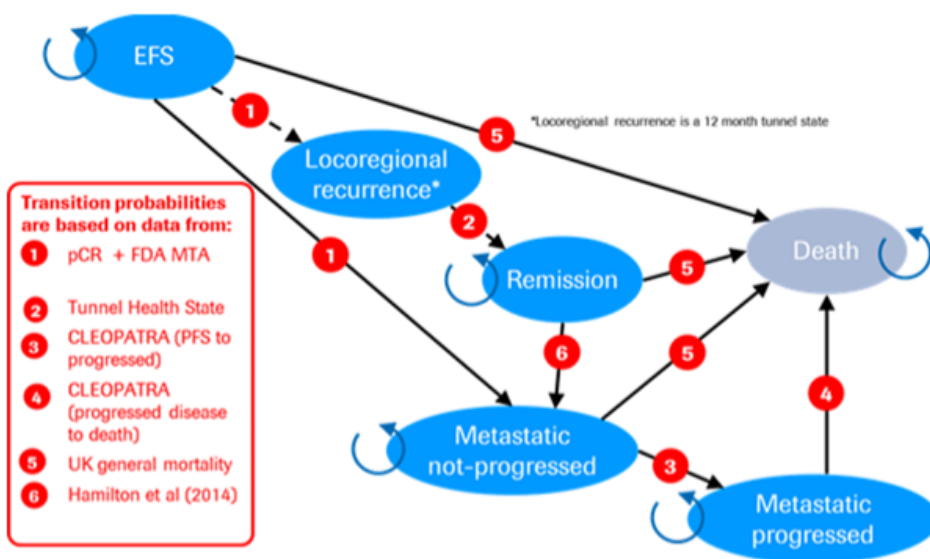 EFS
1
5
*Locoregional recurrence is a 12 month tunnel state
Locoregional
recurrence*
2
1
Death
Remission
5
6
5
4
Metastatic
not-progressed
3
Metastatic
progressed
Transition probabilities
are based on data from:
1 pCR + FDA MTA
2 Tunnel Health State
3 CLEOPATRA (PFS to
progressed)
4 CLEOPATRA
(progressed disease
to death)
5 UK general mortality
6 Hamilton et al (2014)